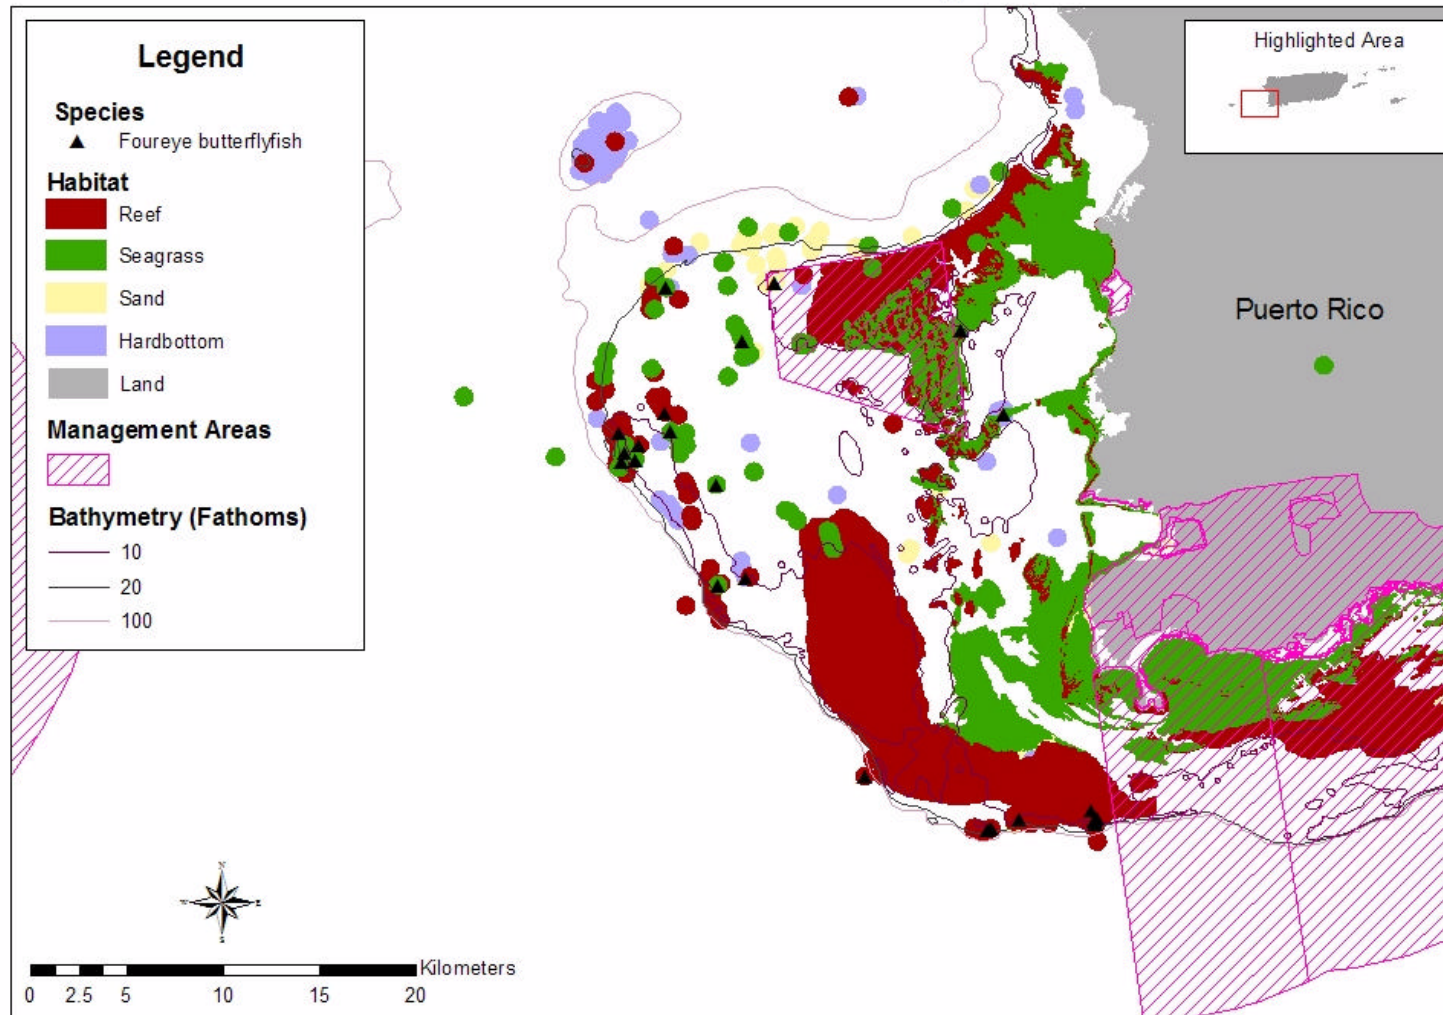 Legend
Species
Foureye butterflyfish
Habitat
Reef
Seagrass
Sand
Hardbottom
Land
Management Areas
Bathymetry (Fathoms)
10
20
100
Highlighted Area
Puerto Rico
N
W E
S
Kilometers
0 2.5 5 10 15 20